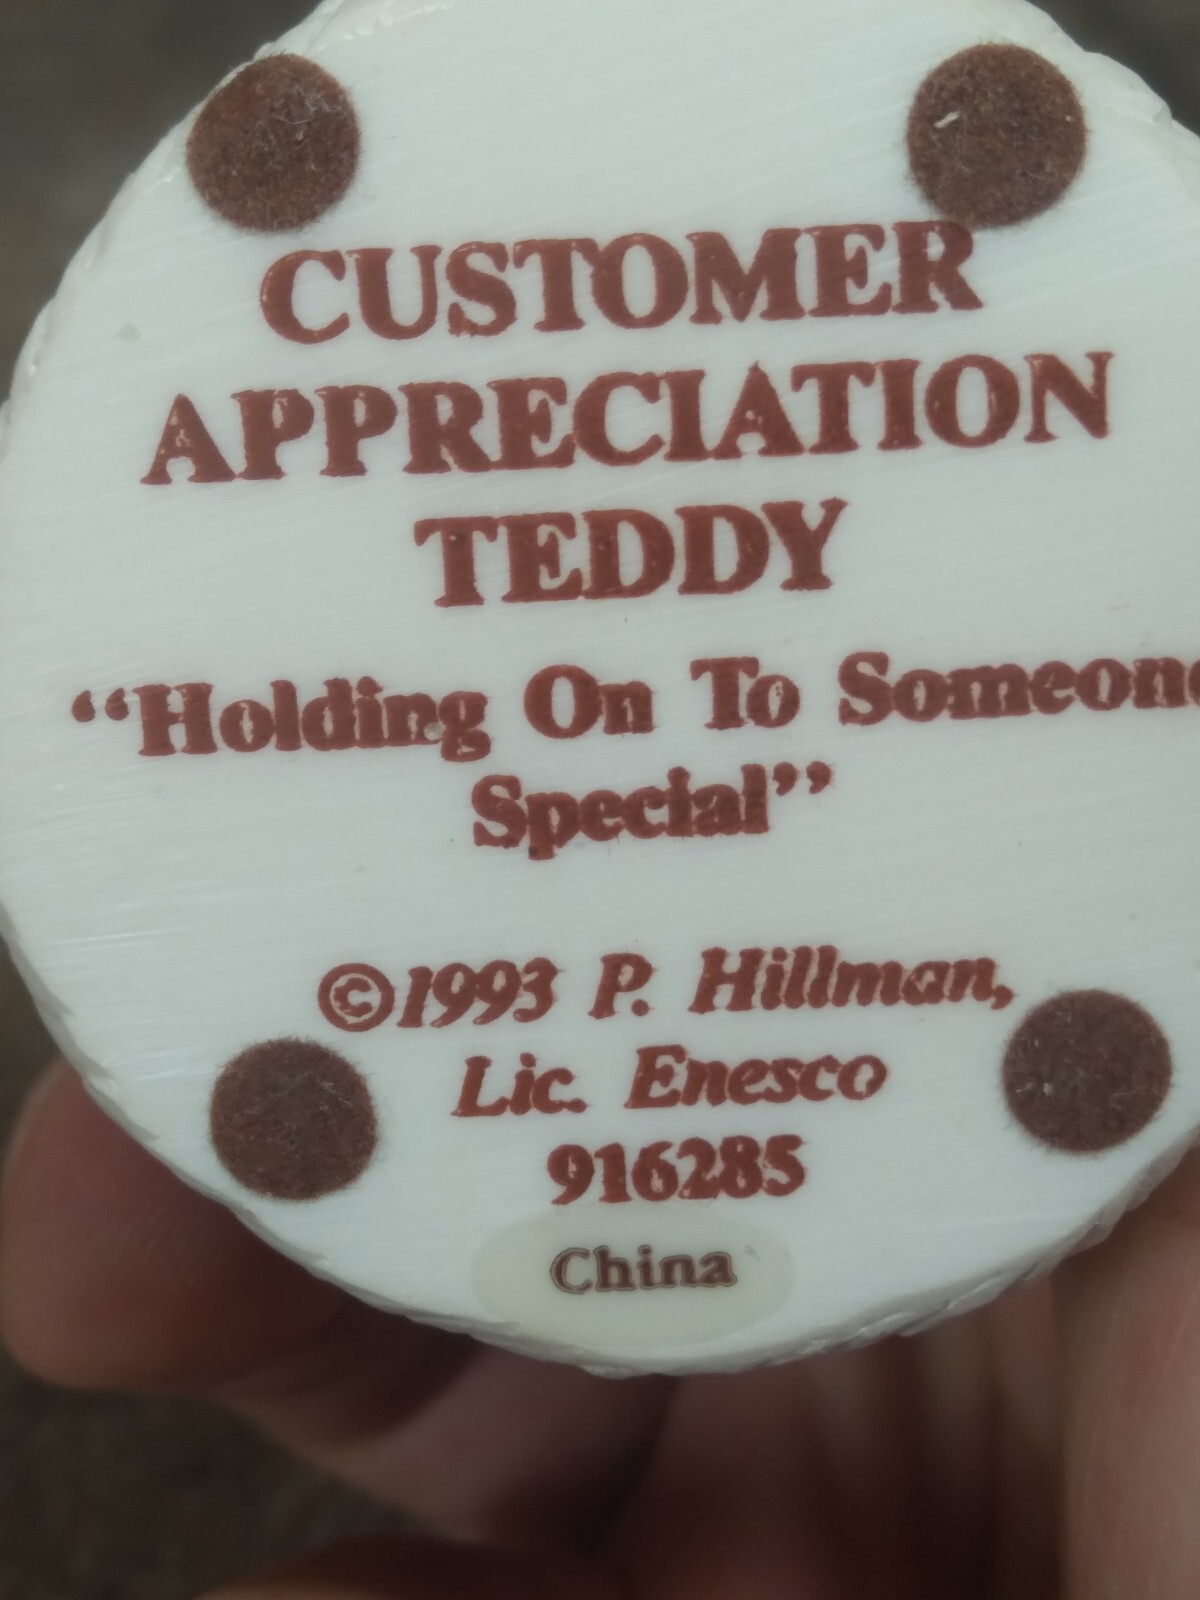 CUSTOMER
APPRECIATION
TEDDY
“Holding On To Someone
Special”
©1993 P. Hillman,
Lic. Enesco
916285
China